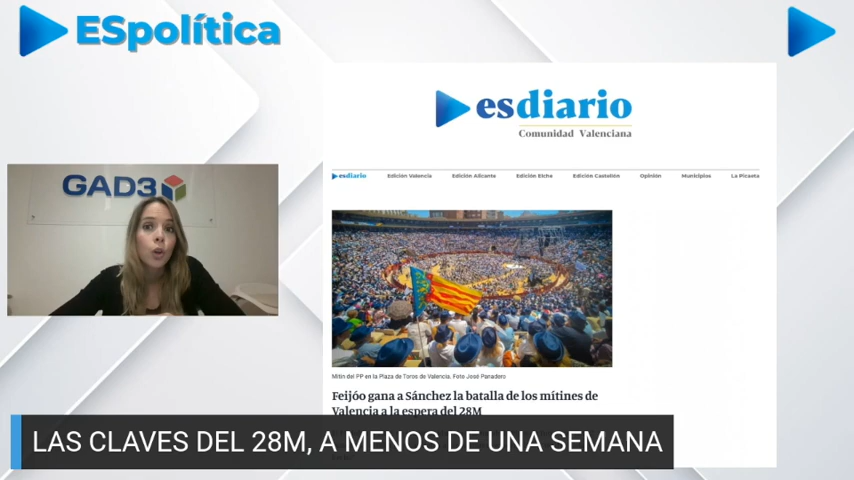 ESpolítica
GAD3
esdiario
Comunidad Valenciana
esdiario Edición Valencia Edición Alicante Edición Elche Edición Castellón Opinión Municipios La Picaeta
Mitin del PP en la Plaza de Toros de Valencia. Foto José Panadero
Feijóo gana a Sánchez la batalla de los mítines de
Valencia a la espera del 28M
LAS CLAVES DEL 28M, A MENOS DE UNA SEMANA